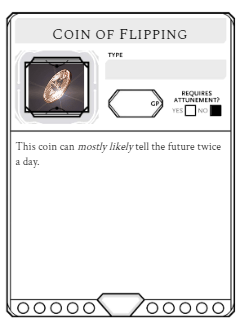 Coin of Flipping
TYPE
GP
REQUIRES
ATTUNEMENT?
YES NO
This coin can mostly likely tell the future twice
a day.